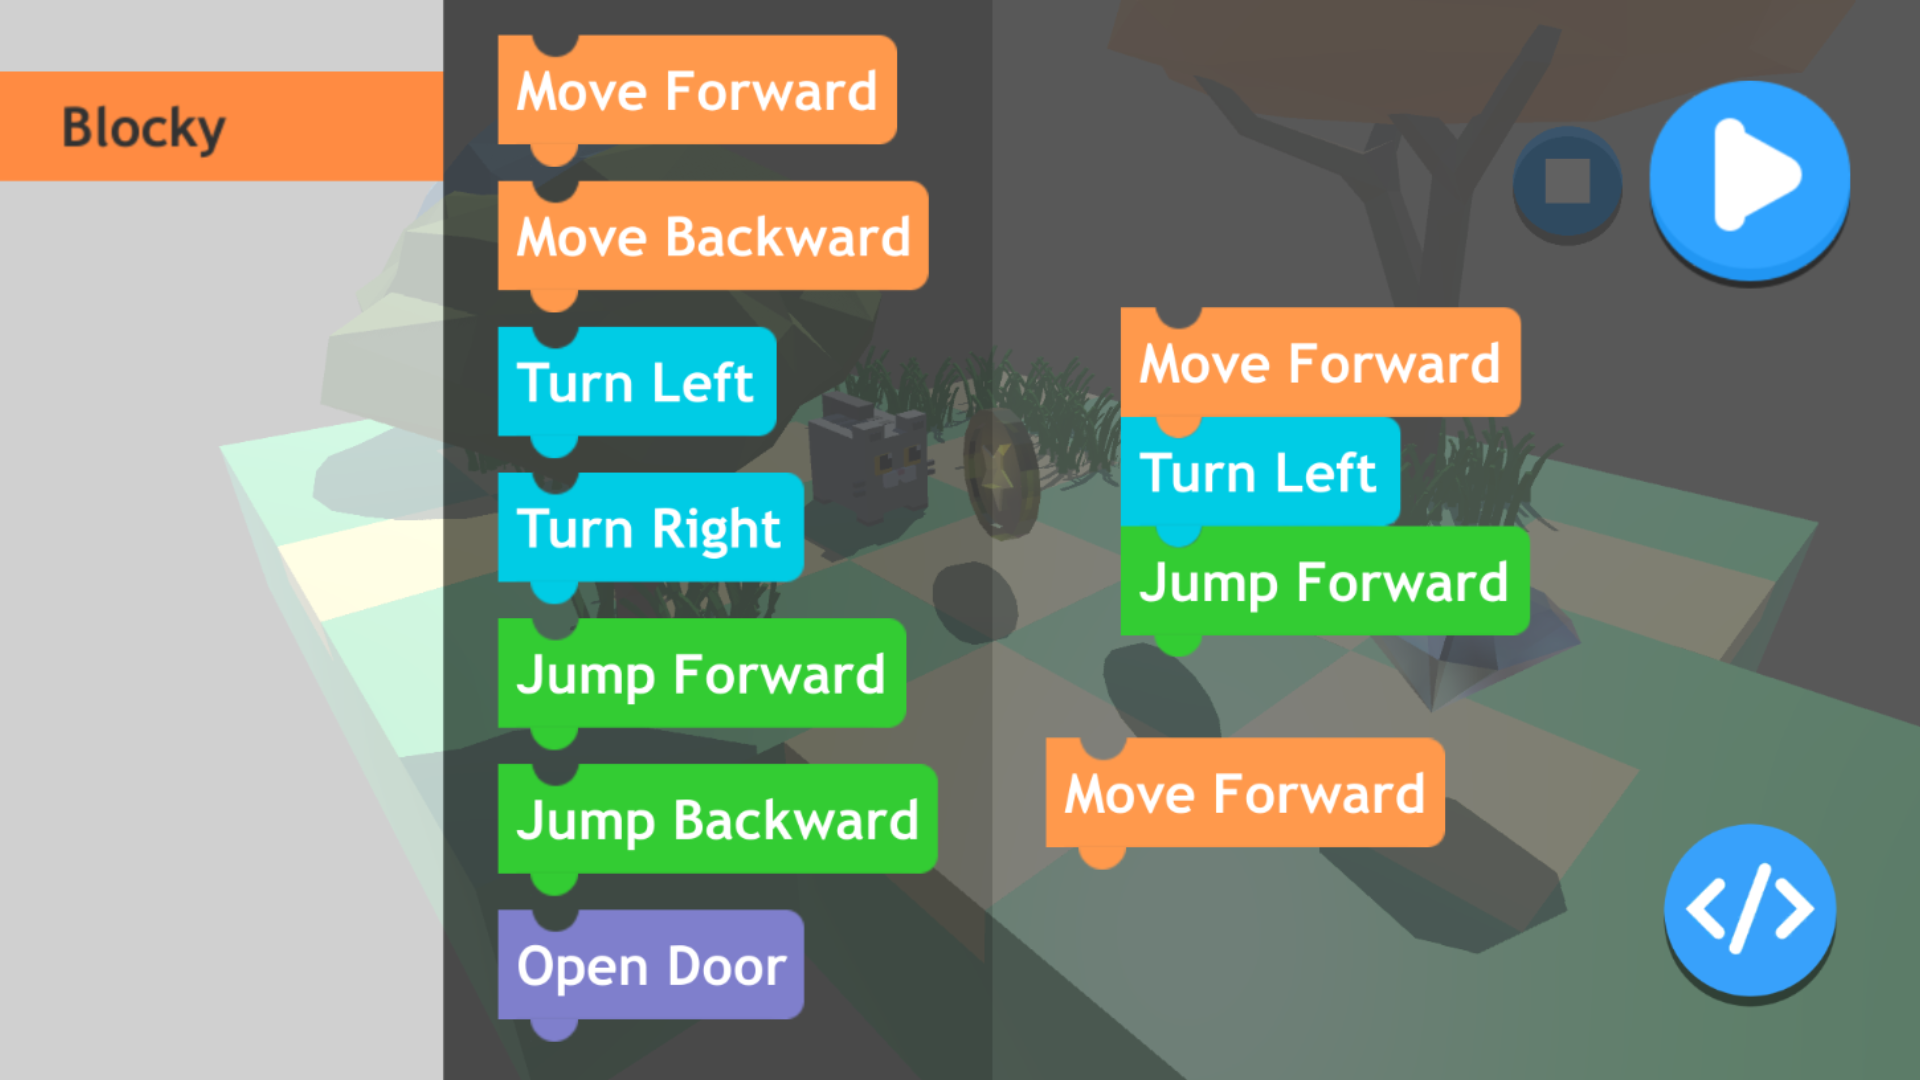 Blocky
Move Forward
Move Backward
Turn Left
Turn Right
Jump Forward
Jump Backward
Open Door
Move Forward
Turn Left
Jump Forward
Move Forward